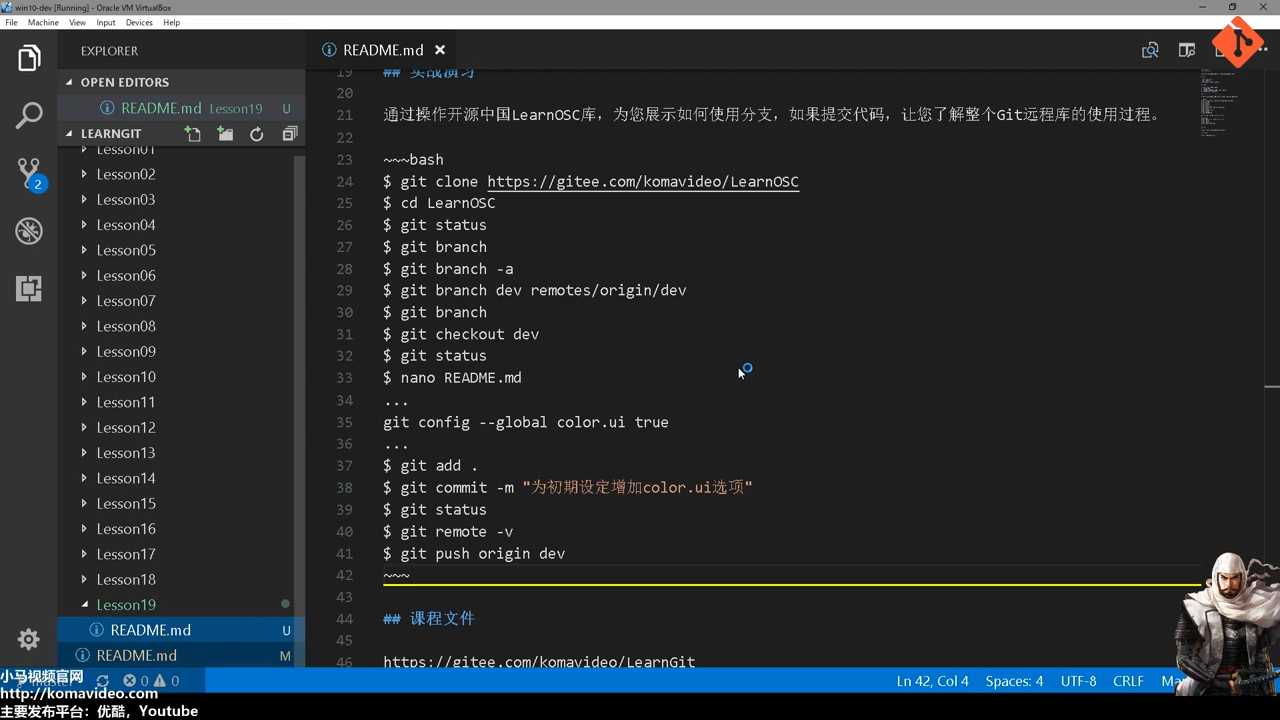 win10-dev [Running] - Oracle VM VirtualBox
File Machine View Input Devices Help
EXPLORER
OPEN EDITORS
README.md Lesson19 U
LEARNGIT
Lesson01
Lesson02
Lesson03
Lesson04
Lesson05
Lesson06
Lesson07
Lesson08
Lesson09
Lesson10
Lesson11
Lesson12
Lesson13
Lesson14
Lesson15
Lesson16
Lesson17
Lesson18
Lesson19
README.md U
README.md M
2
README.md
19 ## 实战演习
20
21 通过操作开源中国LearnOSC库，为您展示如何使用分支，如果提交代码，让您了解整个Git远程库的使用过程。
22
23 ~~~bash
24 $ git clone https://gitee.com/komavideo/LearnOSC
25 $ cd LearnOSC
26 $ git status
27 $ git branch
28 $ git branch -a
29 $ git branch dev remotes/origin/dev
30 $ git branch
31 $ git checkout dev
32 $ git status
33 $ nano README.md
34 ...
35 git config --global color.ui true
36 ...
37 $ git add .
38 $ git commit -m "为初期设定增加color.ui选项"
39 $ git status
40 $ git remote -v
41 $ git push origin dev
42 ~~~
43
44 ## 课程文件
45
46 https://gitee.com/komavideo/LearnGit
0 0
Ln 42, Col 4 Spaces: 4 UTF-8 CRLF
小马视频官网
http://komavideo.com
主要发布平台：优酷，Youtube